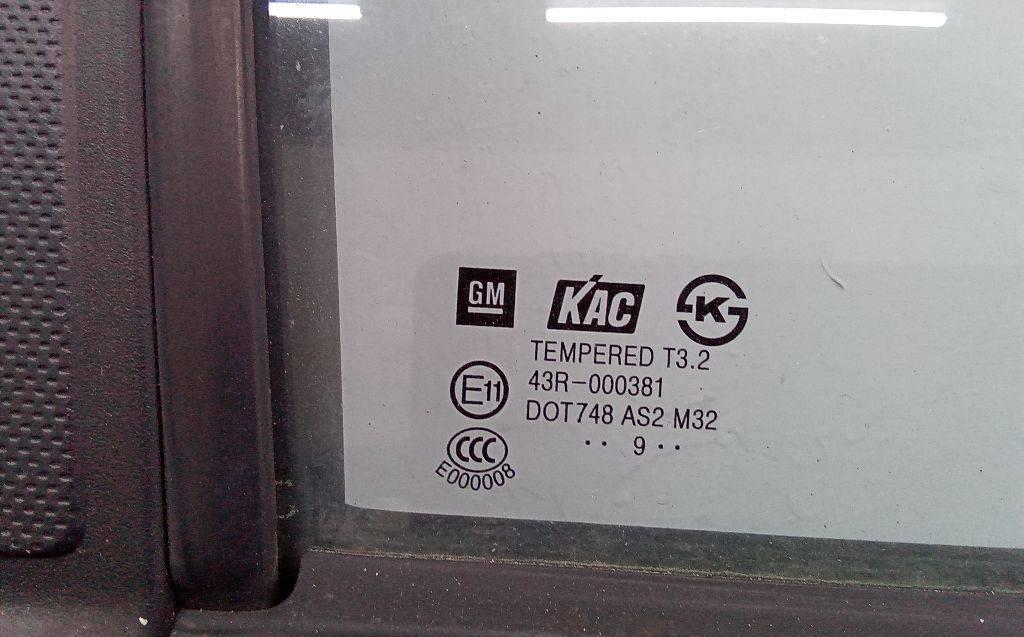 GM KAC K
TEMPERED T3.2
E11 43R-000381
DOT748 AS2 M32
CCC ·· 9 ··
E000008